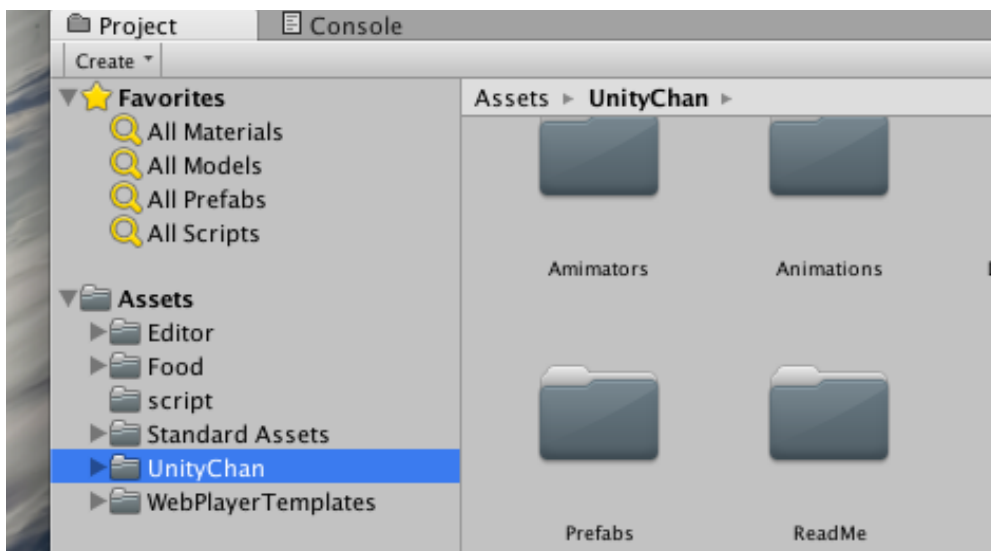 Project Console
Create
Favorites
All Materials
All Models
All Prefabs
All Scripts
Assets
Editor
Food
script
Standard Assets
UnityChan
WebPlayerTemplates
Assets UnityChan
Amimators Animations
Prefabs ReadMe